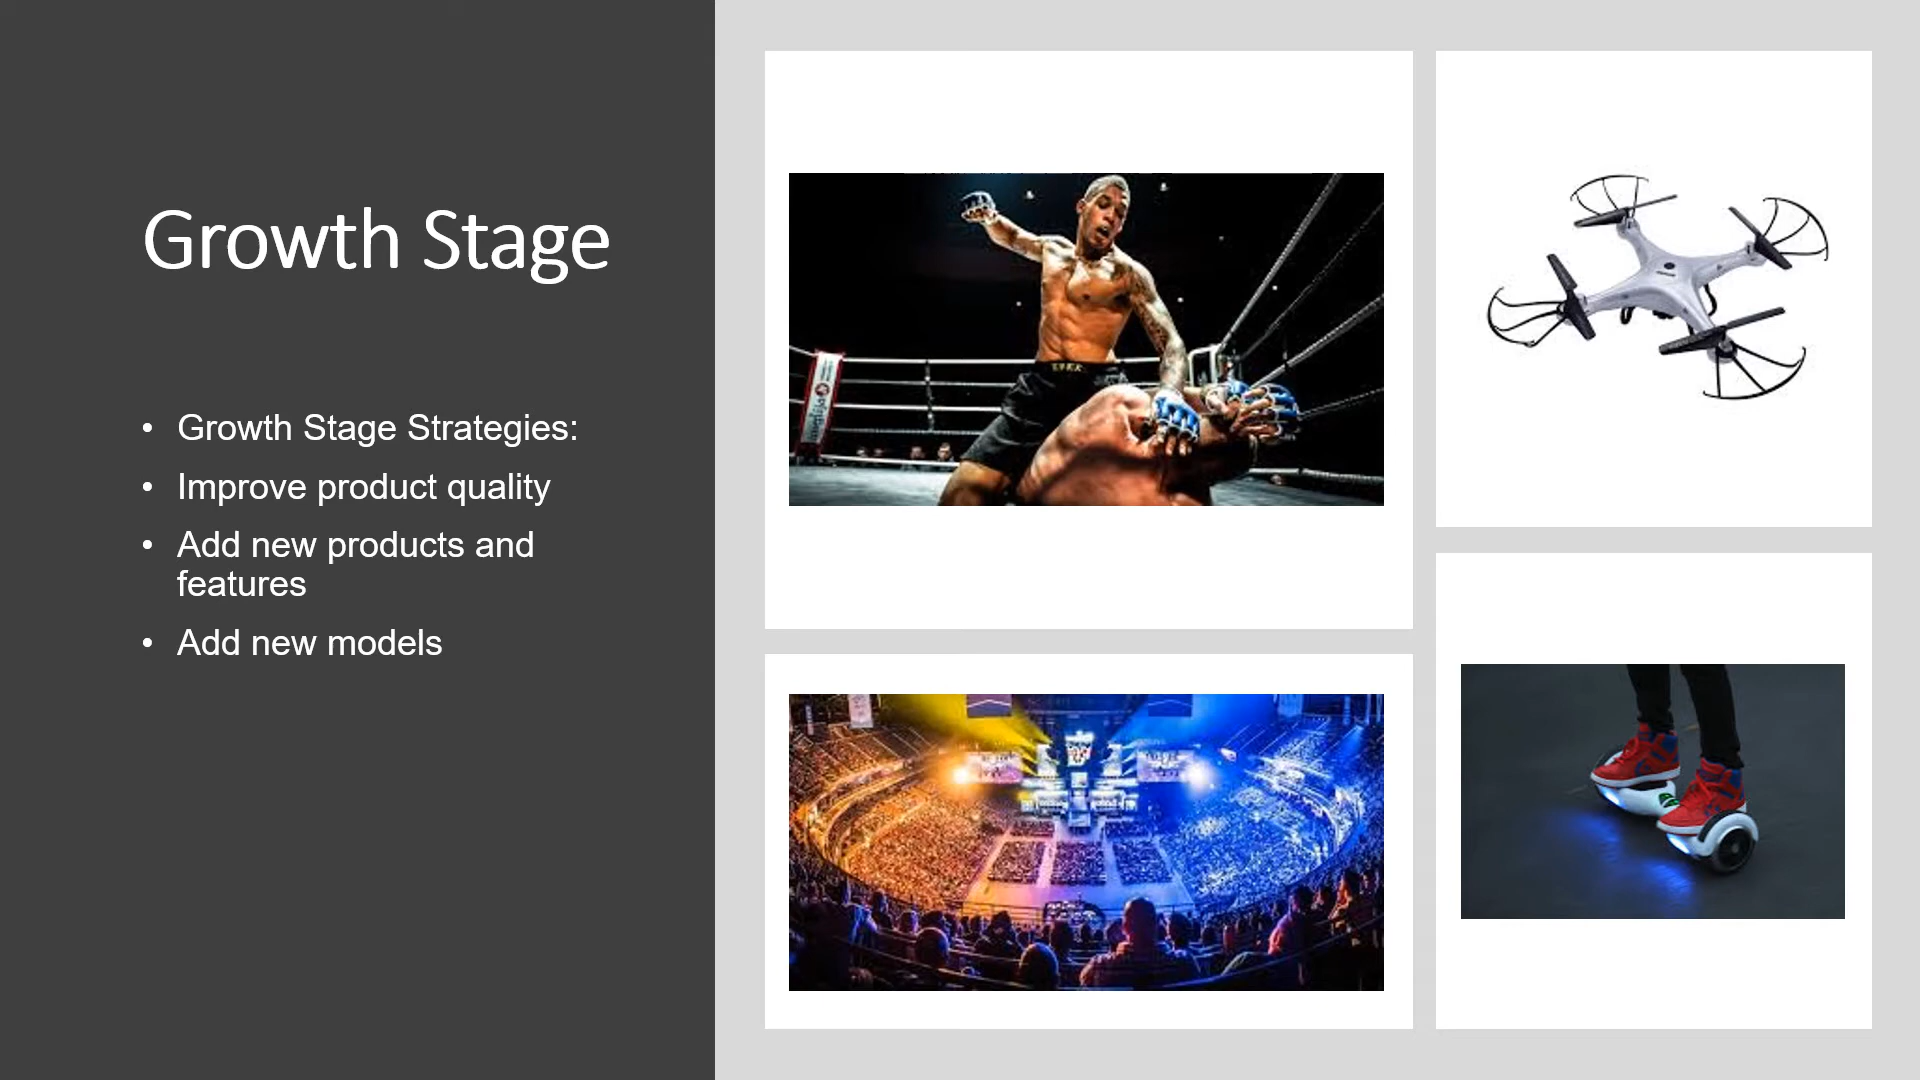 Growth Stage
• Growth Stage Strategies:
• Improve product quality
• Add new products and
features
• Add new models